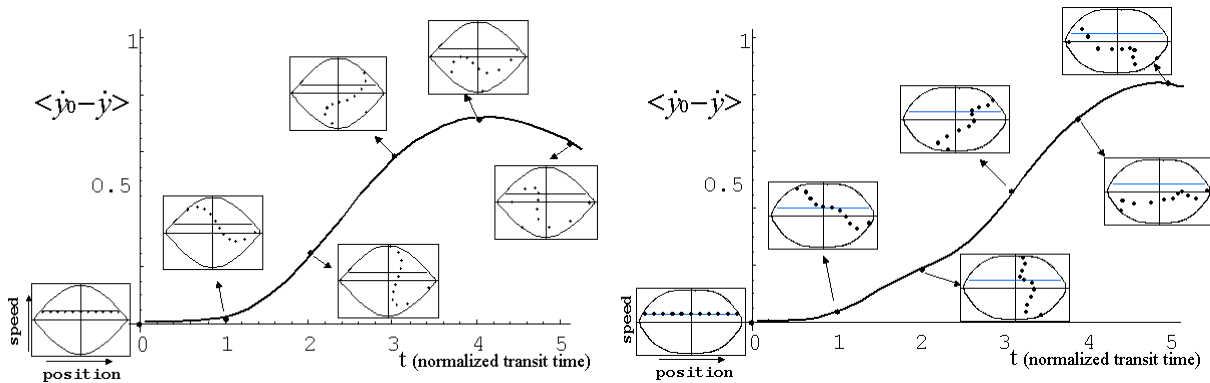 1
<ẏ₀-ẏ>
0.5
speed
position
0 1 2 3 4 5
t (normalized transit time)
1
<ẏ₀-ẏ>
0.5
speed
position
0 1 2 3 4 5
t (normalized transit time)